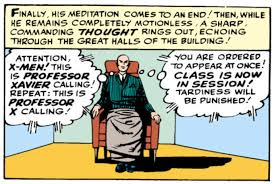 FINALLY, HIS MEDITATION COMES TO AN END! THEN, WHILE
HE REMAINS COMPLETELY MOTIONLESS, A SHARP,
COMMANDING THOUGHT RINGS OUT, ECHOING
THROUGH THE GREAT HALLS OF THE BUILDING!
ATTENTION,
X-MEN! THIS
IS PROFESSOR
XAVIER CALLING!
REPEAT: THIS IS
PROFESSOR
X CALLING!
YOU ARE ORDERED
TO APPEAR AT ONCE!
CLASS IS NOW
IN SESSION!
TARDINESS
WILL BE
PUNISHED!